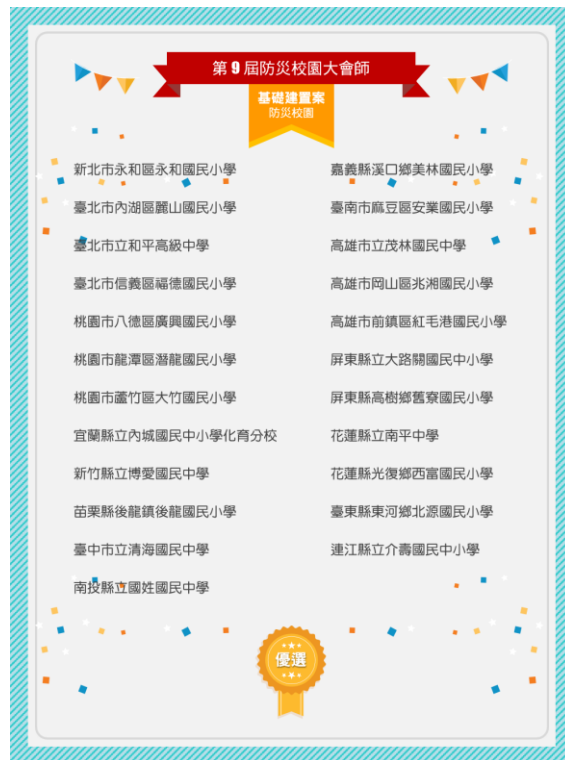 第 9 屆防災校園大會師
基礎建置案
防災校園
新北市永和區永和國民小學
臺北市內湖區麗山國民小學
臺北市立和平高級中學
臺北市信義區福德國民小學
桃園市八德區廣興國民小學
桃園市龍潭區潛龍國民小學
桃園市蘆竹區大竹國民小學
宜蘭縣立內城國民中小學化育分校
新竹縣立博愛國民中學
苗栗縣後龍鎮後龍國民小學
臺中市立清海國民中學
南投縣立國姓國民中學
嘉義縣溪口鄉美林國民小學
臺南市麻豆區安業國民小學
高雄市立茂林國民中學
高雄市岡山區兆湘國民小學
高雄市前鎮區紅毛港國民小學
屏東縣立大路關國民中小學
屏東縣高樹鄉舊寮國民小學
花蓮縣立南平中學
花蓮縣光復鄉西富國民小學
臺東縣東河鄉北源國民小學
連江縣立介壽國民中小學
優選